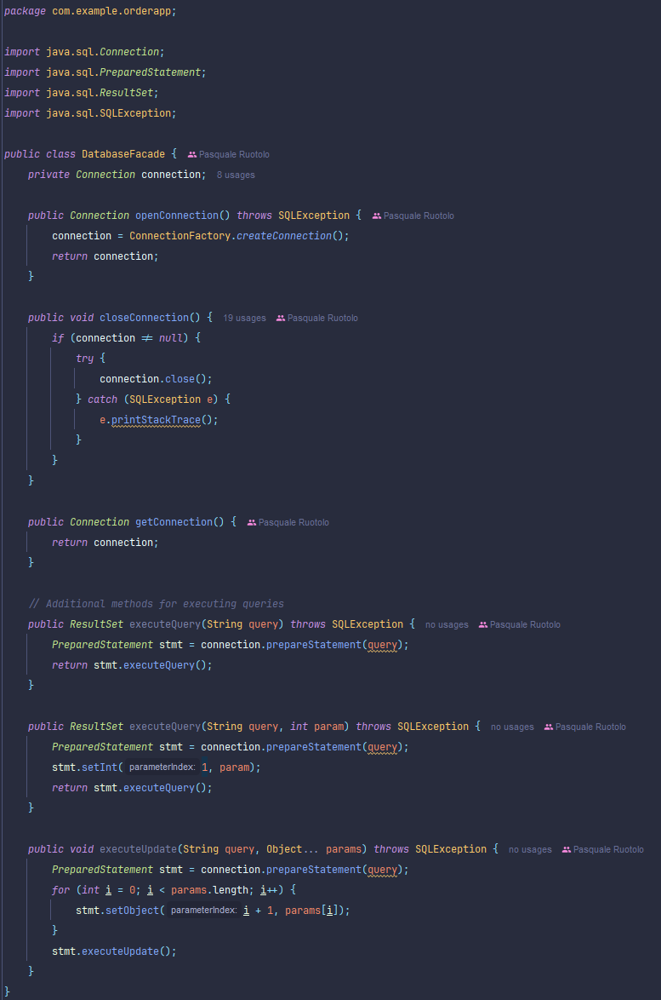 package com.example.orderapp;
import java.sql.Connection;
import java.sql.PreparedStatement;
import java.sql.ResultSet;
import java.sql.SQLException;
public class DatabaseFacade { Pasquale Ruotolo
private Connection connection; 8 usages
public Connection openConnection() throws SQLException { Pasquale Ruotolo
connection = ConnectionFactory.createConnection();
return connection;
}
public void closeConnection() { 19 usages Pasquale Ruotolo
if (connection ≠ null) {
try {
connection.close();
} catch (SQLException e) {
e.printStackTrace();
}
}
}
public Connection getConnection() { Pasquale Ruotolo
return connection;
}
// Additional methods for executing queries
public ResultSet executeQuery(String query) throws SQLException { no usages Pasquale Ruotolo
PreparedStatement stmt = connection.prepareStatement(query);
return stmt.executeQuery();
}
public ResultSet executeQuery(String query, int param) throws SQLException { no usages Pasquale Ruotolo
PreparedStatement stmt = connection.prepareStatement(query);
stmt.setInt( parameterIndex: 1, param);
return stmt.executeQuery();
}
public void executeUpdate(String query, Object... params) throws SQLException { no usages Pasquale Ruotolo
PreparedStatement stmt = connection.prepareStatement(query);
for (int i = 0; i < params.length; i++) {
stmt.setObject( parameterIndex: i + 1, params[i]);
}
stmt.executeUpdate();
}
}